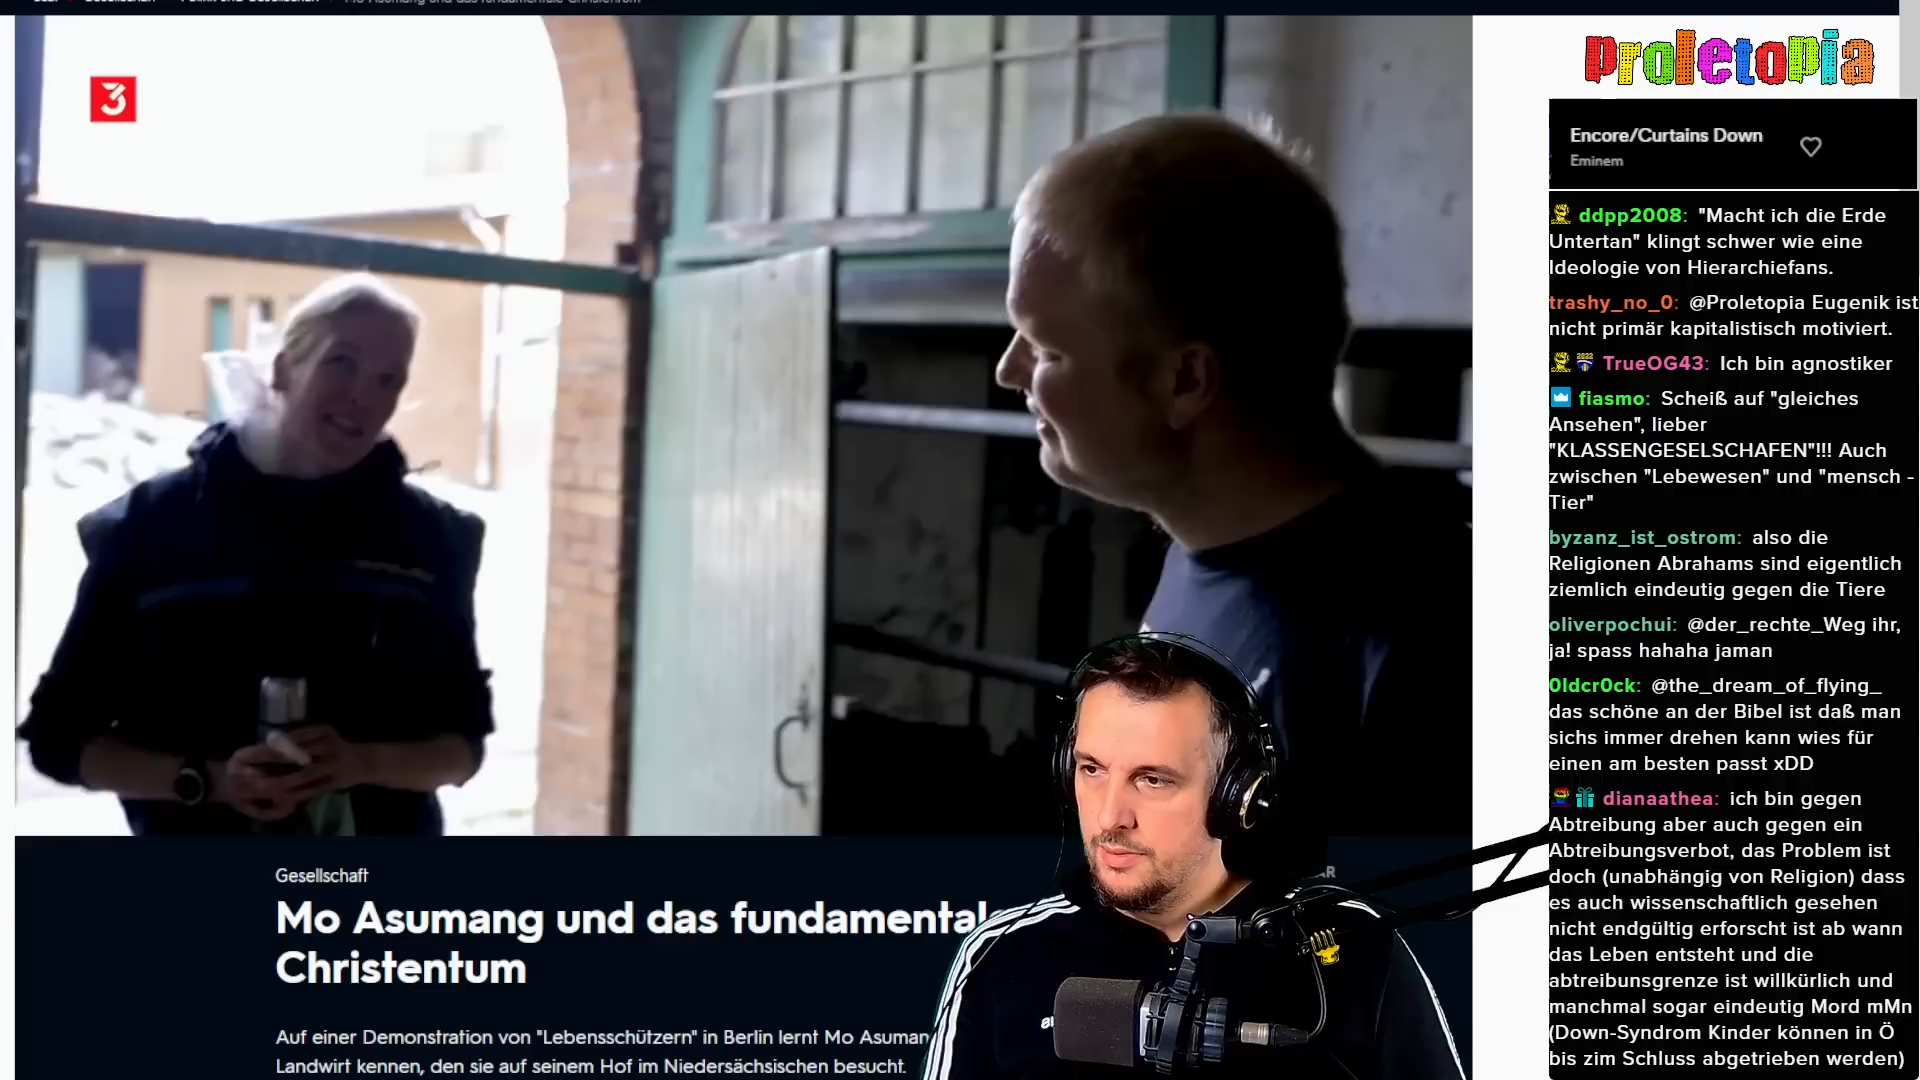 Mo Asumang und das fundamentale Christentum
3
Proletopia
Encore/Curtains Down
Eminem
ddpp2008: "Macht ich die Erde
Untertan" klingt schwer wie eine
Ideologie von Hierarchiefans.
trashy_no_0: @Proletopia Eugenik ist
nicht primär kapitalistisch motiviert.
TrueOG43: Ich bin agnostiker
fiasmo: Scheiß auf "gleiches
Ansehen", lieber
"KLASSENGESELSCHAFEN"!!! Auch
zwischen "Lebewesen" und "mensch -
Tier"
byzanz_ist_ostrom: also die
Religionen Abrahams sind eigentlich
ziemlich eindeutig gegen die Tiere
oliverpochui: @der_rechte_Weg ihr,
ja! spass hahaha jaman
0ldcr0ck: @the_dream_of_flying_
das schöne an der Bibel ist daß man
sichs immer drehen kann wies für
einen am besten passt xDD
dianaathea: ich bin gegen
Abtreibung aber auch gegen ein
Abtreibungsverbot, das Problem ist
doch (unabhängig von Religion) dass
es auch wissenschaftlich gesehen
nicht endgültig erforscht ist ab wann
das Leben entsteht und die
abtreibunsgrenze ist willkürlich und
manchmal sogar eindeutig Mord mMn
(Down-Syndrom Kinder können in Ö
bis zim Schluss abgetrieben werden)
Gesellschaft
Mo Asumang und das fundamental
Christentum
Auf einer Demonstration von "Lebensschützern" in Berlin lernt Mo Asuman
Landwirt kennen, den sie auf seinem Hof im Niedersächsischen besucht.